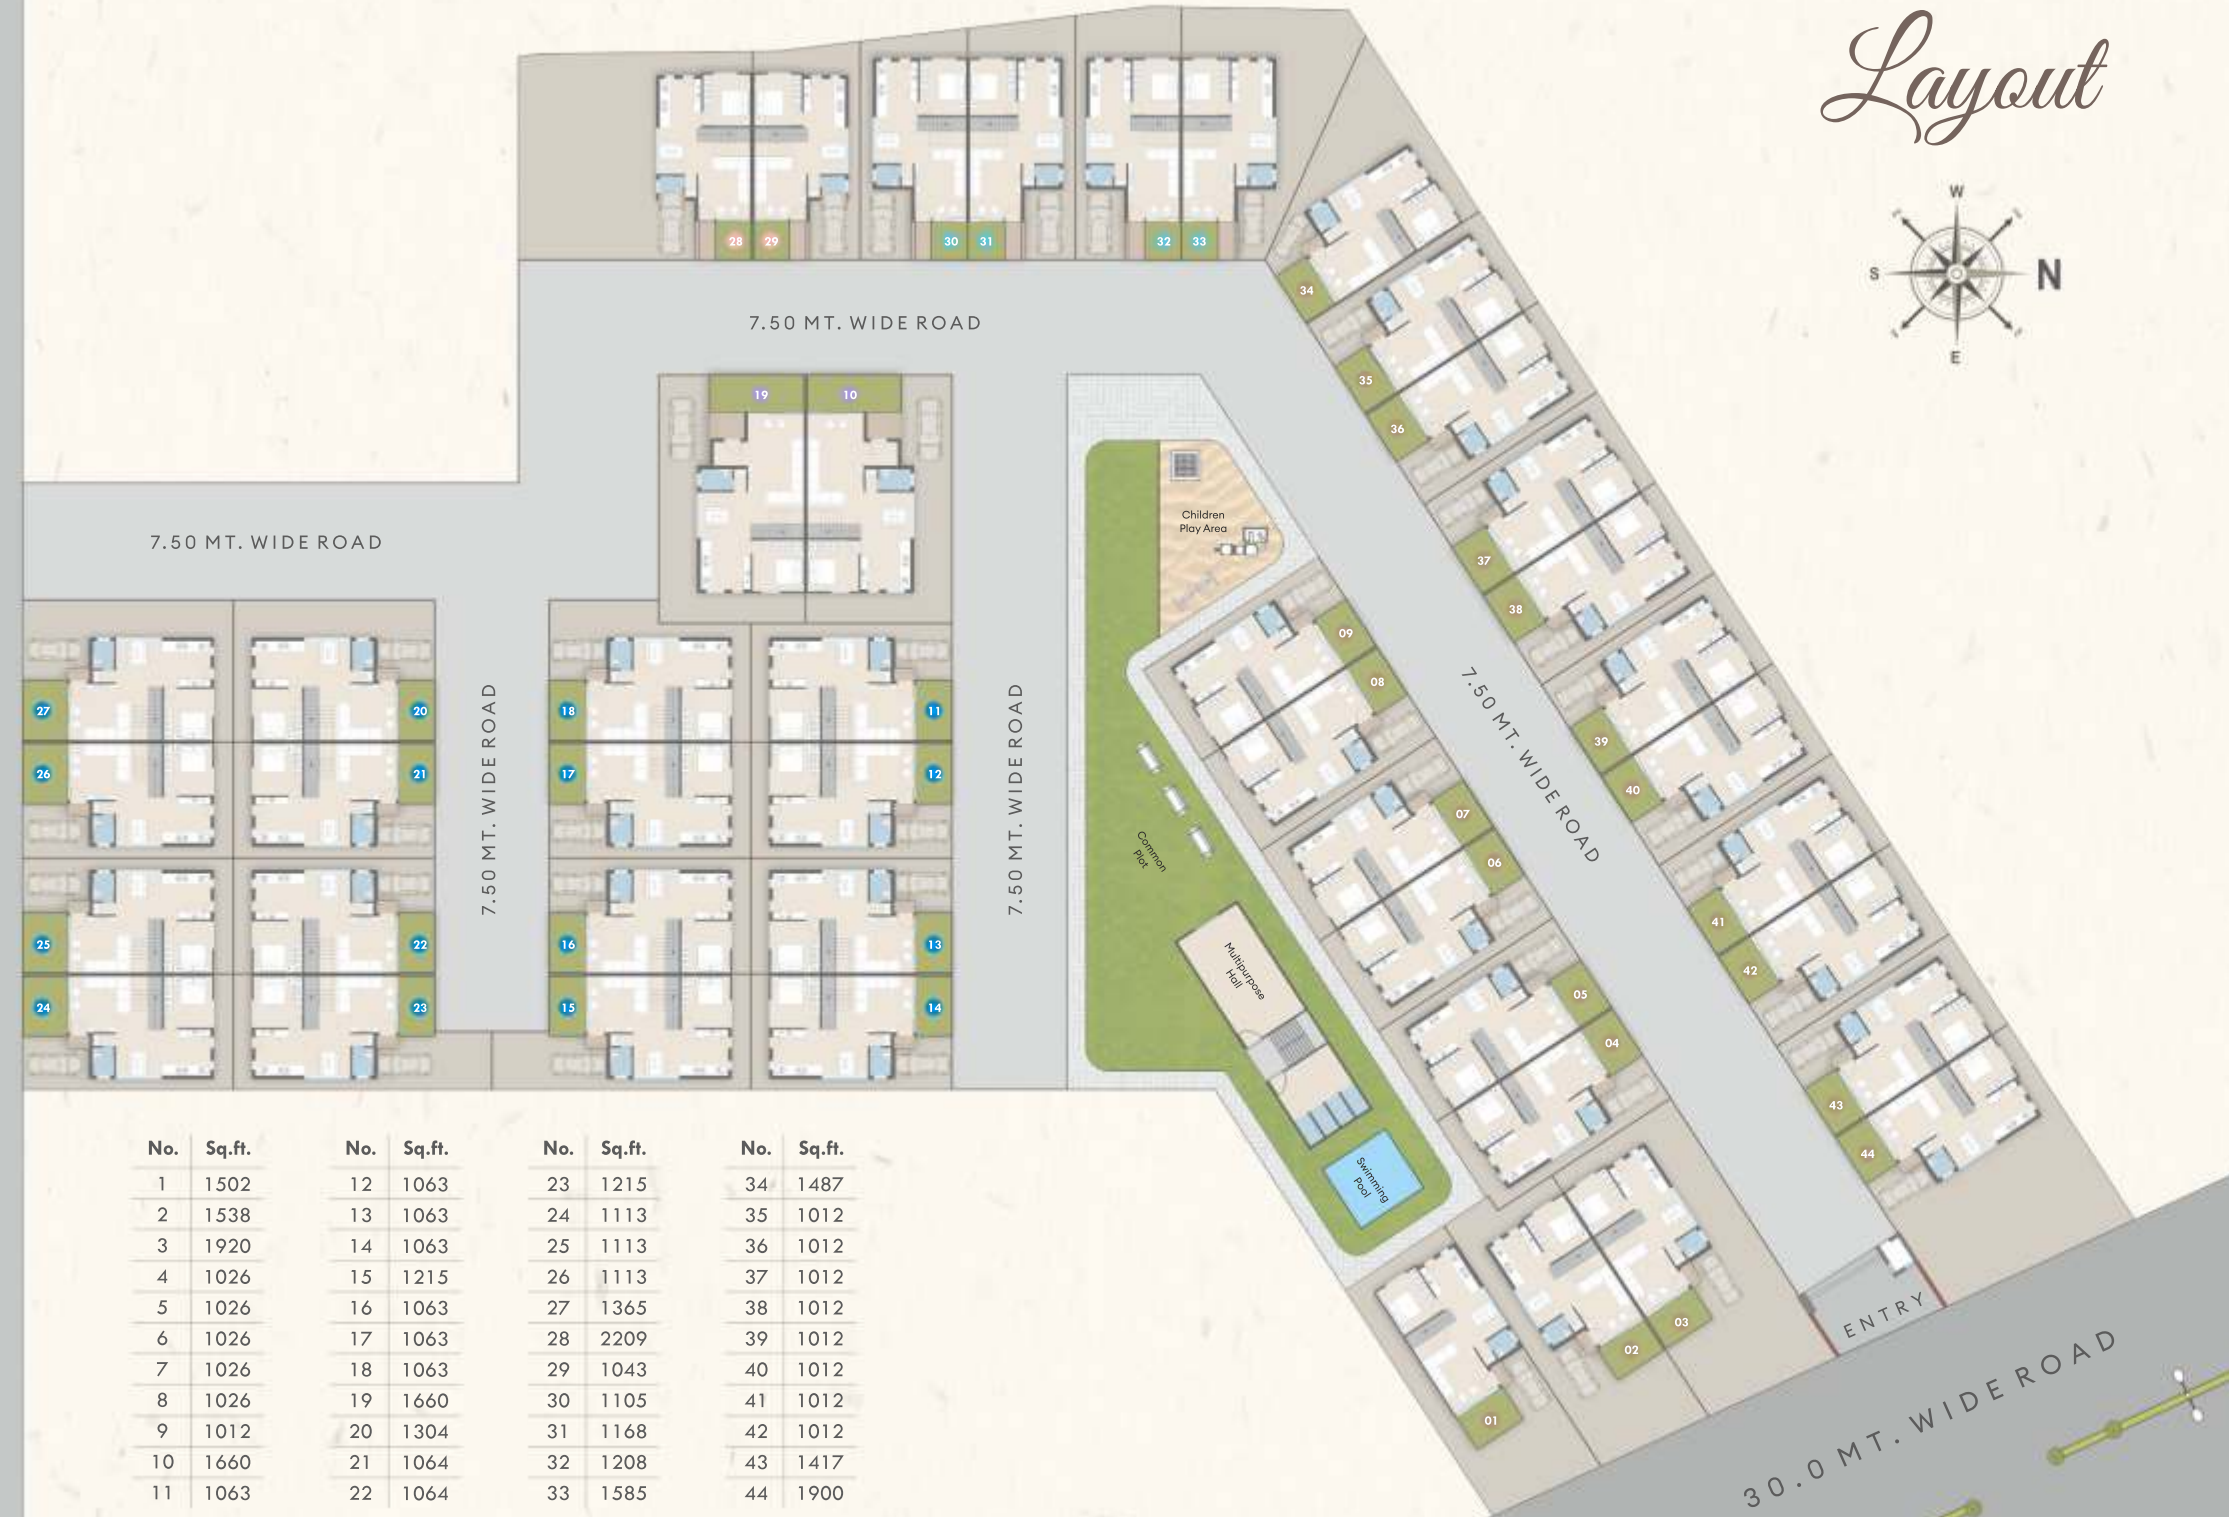 Layout
W
S
N
E
28
29
30
31
32
33
34
7.50 MT. WIDE ROAD
35
36
19
10
Children
Play Area
37
38
7.50 MT. WIDE ROAD
09
08
27
20
18
11
26
21
17
12
7.50 MT. WIDE ROAD
7.50 MT. WIDE ROAD
7.50 MT. WIDE ROAD
39
40
07
06
Common
Plot
41
42
25
22
16
13
24
23
15
14
Multipurpose
Hall
05
04
43
44
Swimming
Pool
03
02
01
ENTRY
30.0 MT. WIDE ROAD
No. Sq.ft. No. Sq.ft. No. Sq.ft. No. Sq.ft.
1 1502 12 1063 23 1215 34 1487
2 1538 13 1063 24 1113 35 1012
3 1920 14 1063 25 1113 36 1012
4 1026 15 1215 26 1113 37 1012
5 1026 16 1063 27 1365 38 1012
6 1026 17 1063 28 2209 39 1012
7 1026 18 1063 29 1043 40 1012
8 1026 19 1660 30 1105 41 1012
9 1012 20 1304 31 1168 42 1012
10 1660 21 1064 32 1208 43 1417
11 1063 22 1064 33 1585 44 1900